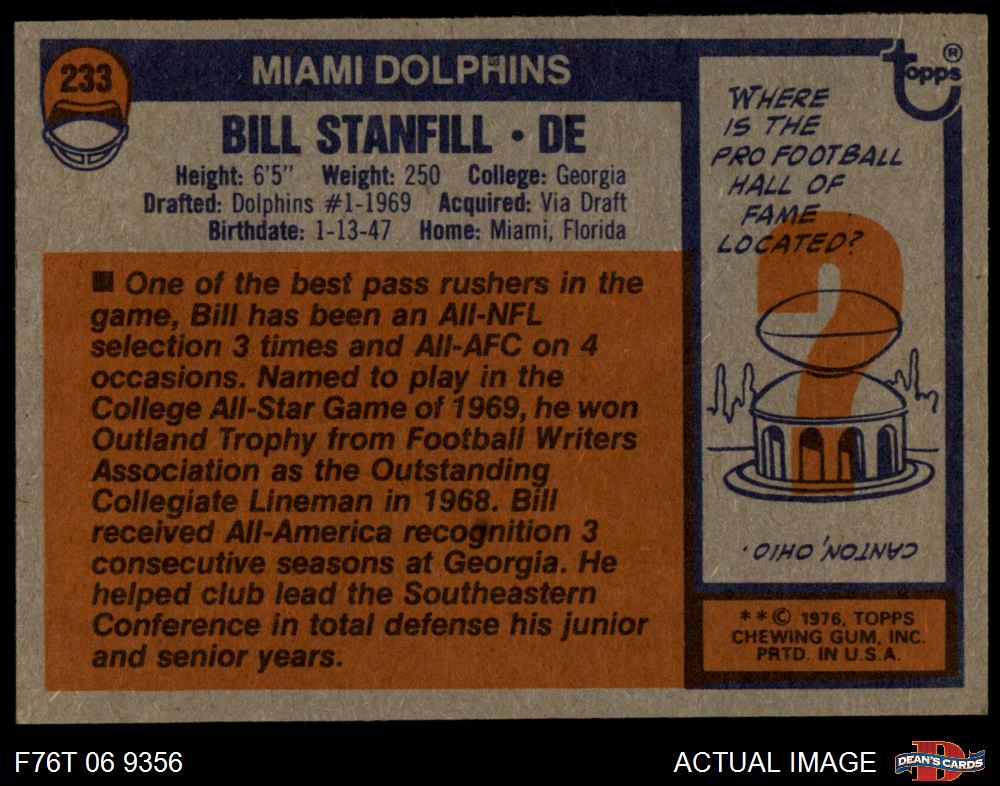 233
MIAMI DOLPHINS
BILL STANFILL • DE
Height: 6'5" Weight: 250 College: Georgia
Drafted: Dolphins #1-1969 Acquired: Via Draft
Birthdate: 1-13-47 Home: Miami, Florida
■ One of the best pass rushers in the
game, Bill has been an All-NFL
selection 3 times and All-AFC on 4
occasions. Named to play in the
College All-Star Game of 1969, he won
Outland Trophy from Football Writers
Association as the Outstanding
Collegiate Lineman in 1968. Bill
received All-America recognition 3
consecutive seasons at Georgia. He
helped club lead the Southeastern
Conference in total defense his junior
and senior years.
topps®
WHERE
IS THE
PRO FOOTBALL
HALL OF
FAME
LOCATED?
?
CANTON, OHIO.
**© 1976, TOPPS
CHEWING GUM, INC.
PRTD. IN U.S.A.
F76T 06 9356
ACTUAL IMAGE
D
DEAN'S CARDS